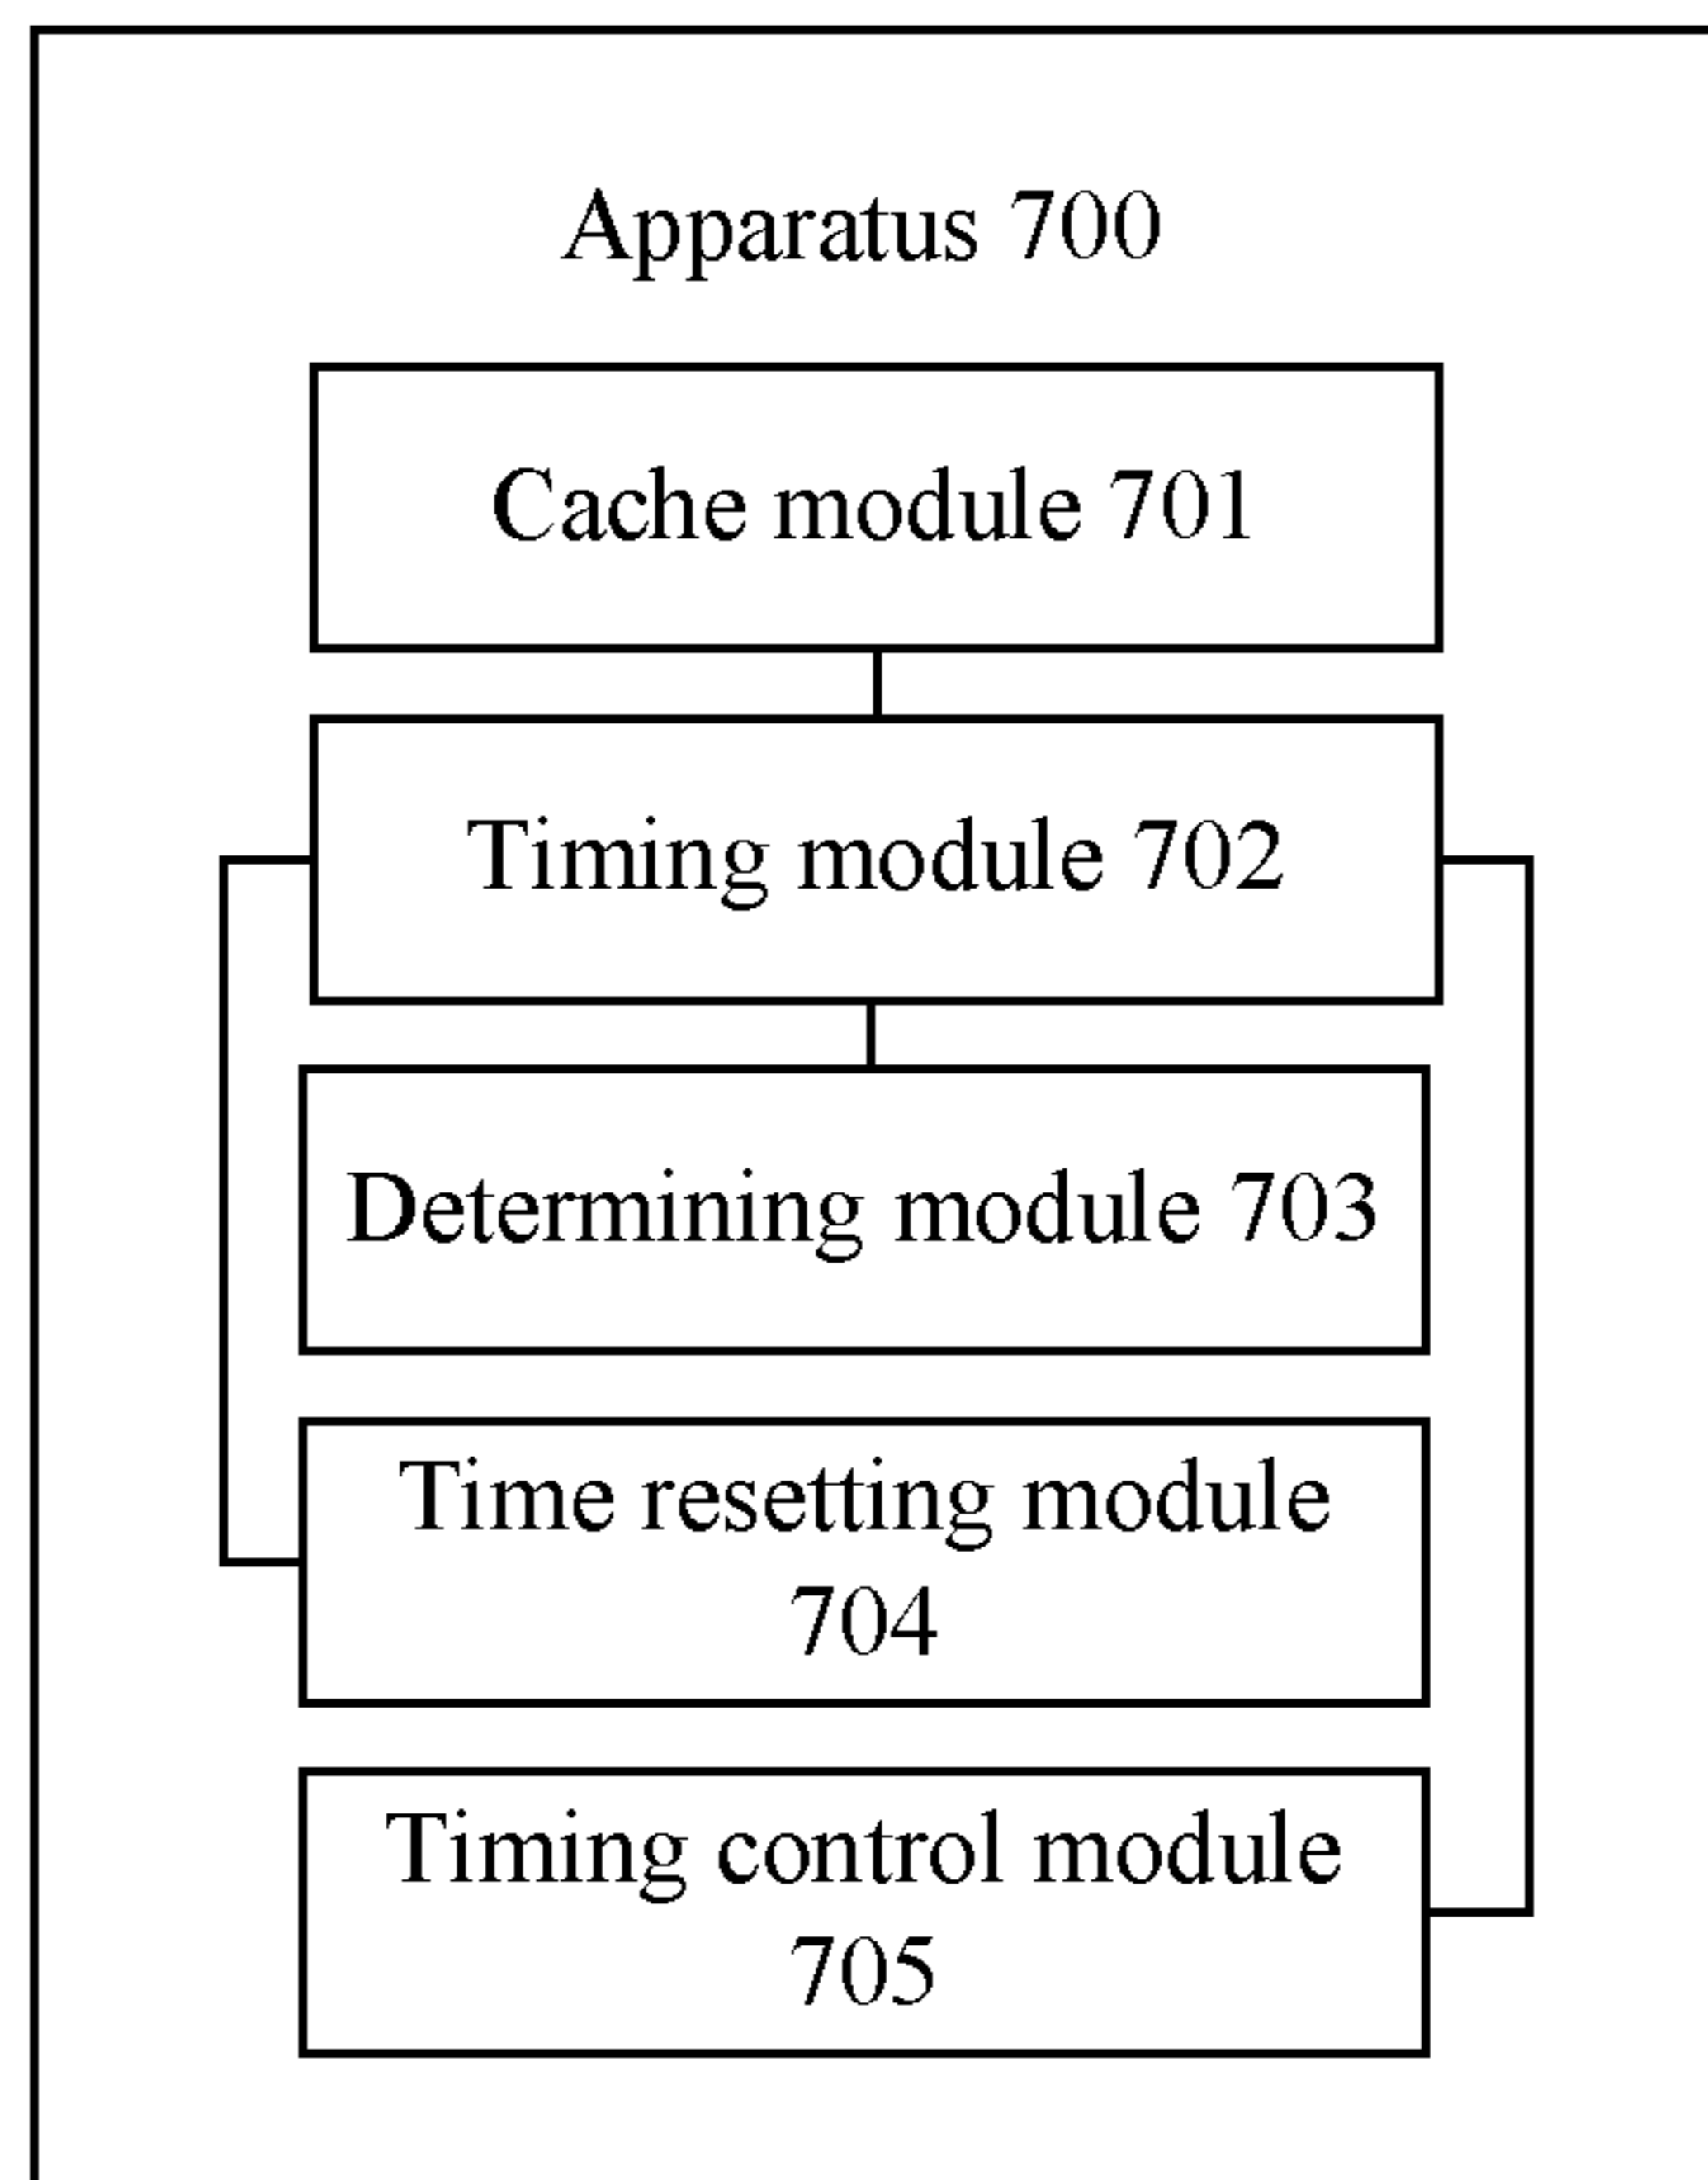 Apparatus 700
Cache module 701
Timing module 702
Determining module 703
Time resetting module
704
Timing control module
705